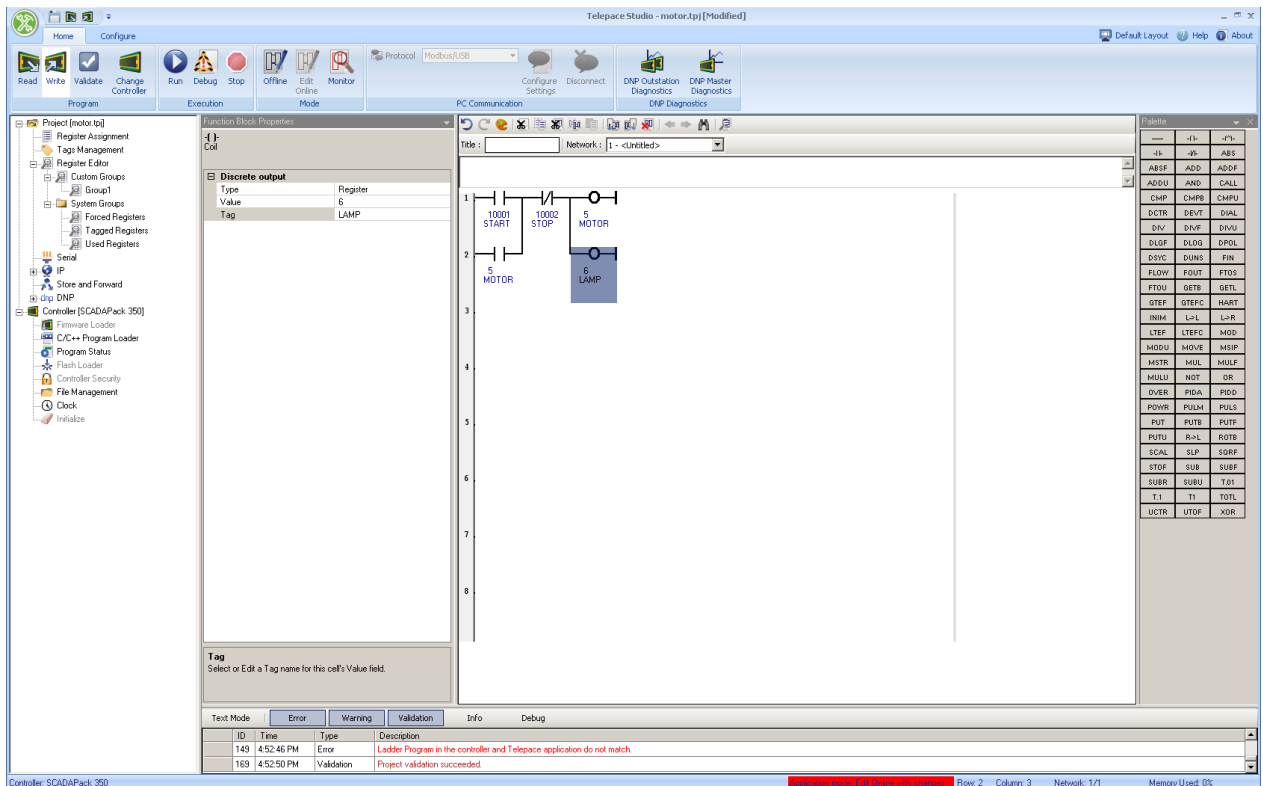 Telepace Studio - motor.tpj [Modified]
Home Configure
Default Layout Help About
Read Write Validate Change Controller
Run Debug Stop
Offline Edit Online Monitor
Protocol Modbus/USB
Configure Settings Disconnect
DNP Outstation Diagnostics DNP Master Diagnostics
Program Execution Mode PC Communication DNP Diagnostics
Project [motor.tpj]
Register Assignment
Tags Management
Register Editor
Custom Groups
Group1
System Groups
Forced Registers
Tagged Registers
Used Registers
Serial
IP
Store and Forward
dnp DNP
Controller [SCADAPack 350]
Firmware Loader
C/C++ Program Loader
Program Status
Flash Loader
Controller Security
File Management
Clock
Initialize
Function Block Properties
-( )-
Coil
Discrete output
Type Register
Value 6
Tag LAMP
Tag
Select or Edit a Tag name for this cell's Value field.
Title : Network : 1 - <Untitled>
1
10001 10002 5
START STOP MOTOR
2
5 6
MOTOR LAMP
3
4
5
6
7
8
Palette
ABS
ABSF ADD ADDF
ADDU AND CALL
CMP CMPB CMPU
DCTR DEVT DIAL
DIV DIVF DIVU
DLGF DLOG DPOL
DSYC DUNS FIN
FLOW FOUT FTOS
FTOU GETB GETL
GTEF GTEFC HART
INIM L->L L->R
LTEF LTEFC MOD
MODU MOVE MSIP
MSTR MUL MULF
MULU NOT OR
OVER PIDA PIDD
POWR PULM PULS
PUT PUTB PUTF
PUTU R->L ROTB
SCAL SLP SQRF
STOF SUB SUBF
SUBR SUBU T.01
T.1 T1 TOTL
UCTR UTOF XOR
Text Mode Error Warning Validation Info Debug
ID Time Type Description
149 4:52:46 PM Error Ladder Program in the controller and Telepace application do not match.
169 4:52:50 PM Validation Project validation succeeded.
Controller: SCADAPack 350
Application mode: Edit Online with changes Row: 2 Column: 3 Network: 1/1 Memory Used: 0%